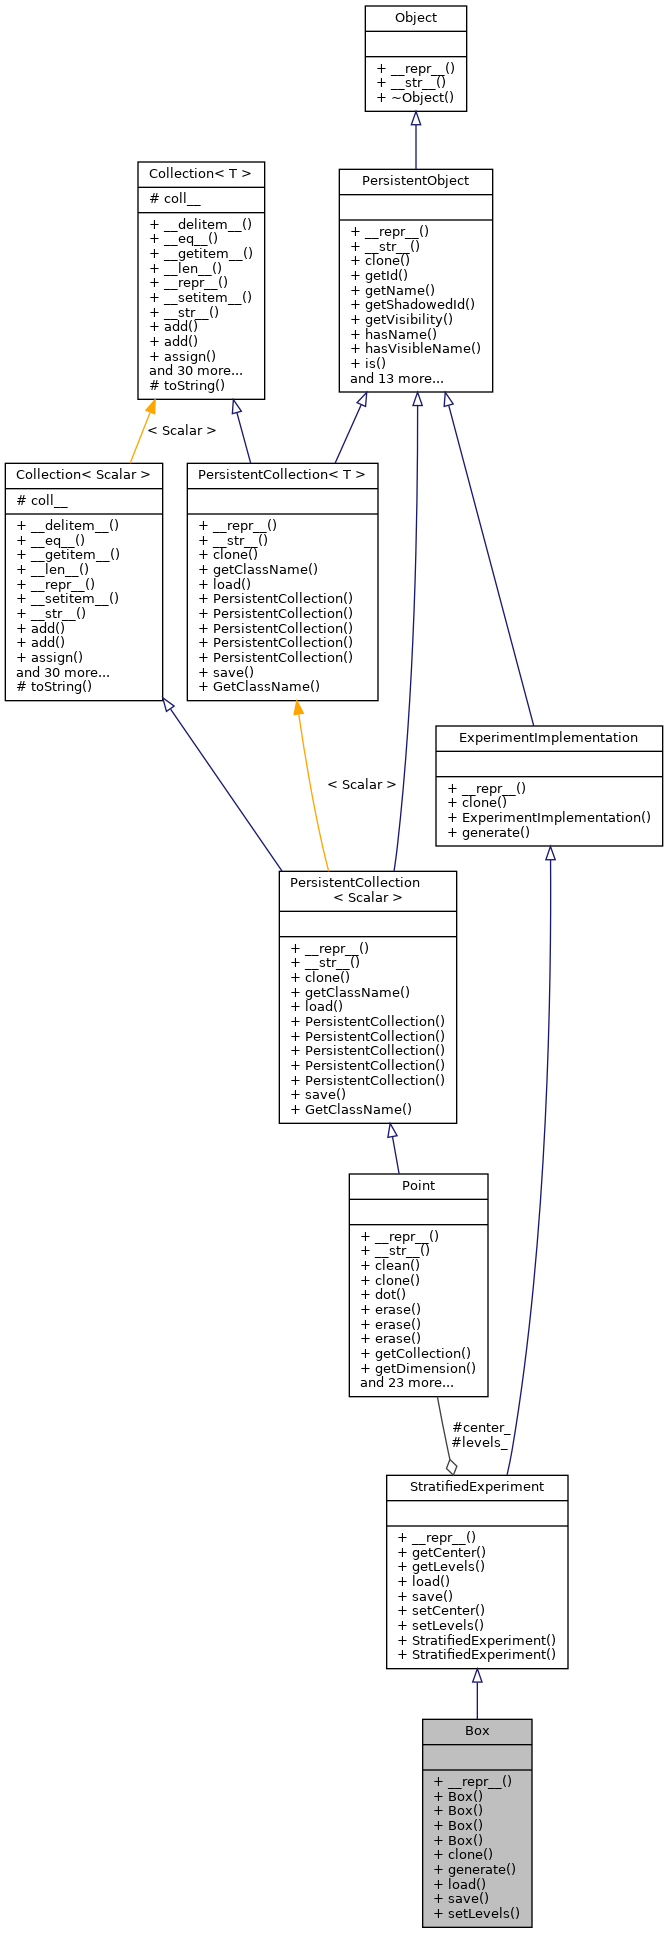 Object
+ __repr__()
+ __str__()
+ ~Object()
Collection< T >
# coll__
+ __delitem__()
+ __eq__()
+ __getitem__()
+ __len__()
+ __repr__()
+ __setitem__()
+ __str__()
+ add()
+ add()
+ assign()
and 30 more...
# toString()
PersistentObject
+ __repr__()
+ __str__()
+ clone()
+ getId()
+ getName()
+ getShadowedId()
+ getVisibility()
+ hasName()
+ hasVisibleName()
+ is()
and 13 more...
< Scalar >
Collection< Scalar >
# coll__
+ __delitem__()
+ __eq__()
+ __getitem__()
+ __len__()
+ __repr__()
+ __setitem__()
+ __str__()
+ add()
+ add()
+ assign()
and 30 more...
# toString()
PersistentCollection< T >
+ __repr__()
+ __str__()
+ clone()
+ getClassName()
+ load()
+ PersistentCollection()
+ PersistentCollection()
+ PersistentCollection()
+ PersistentCollection()
+ PersistentCollection()
+ save()
+ GetClassName()
< Scalar >
ExperimentImplementation
+ __repr__()
+ clone()
+ ExperimentImplementation()
+ generate()
PersistentCollection
< Scalar >
+ __repr__()
+ __str__()
+ clone()
+ getClassName()
+ load()
+ PersistentCollection()
+ PersistentCollection()
+ PersistentCollection()
+ PersistentCollection()
+ PersistentCollection()
+ save()
+ GetClassName()
Point
+ __repr__()
+ __str__()
+ clean()
+ clone()
+ dot()
+ erase()
+ erase()
+ erase()
+ getCollection()
+ getDimension()
and 23 more...
#center_
#levels_
StratifiedExperiment
+ __repr__()
+ getCenter()
+ getLevels()
+ load()
+ save()
+ setCenter()
+ setLevels()
+ StratifiedExperiment()
+ StratifiedExperiment()
Box
+ __repr__()
+ Box()
+ Box()
+ Box()
+ Box()
+ clone()
+ generate()
+ load()
+ save()
+ setLevels()